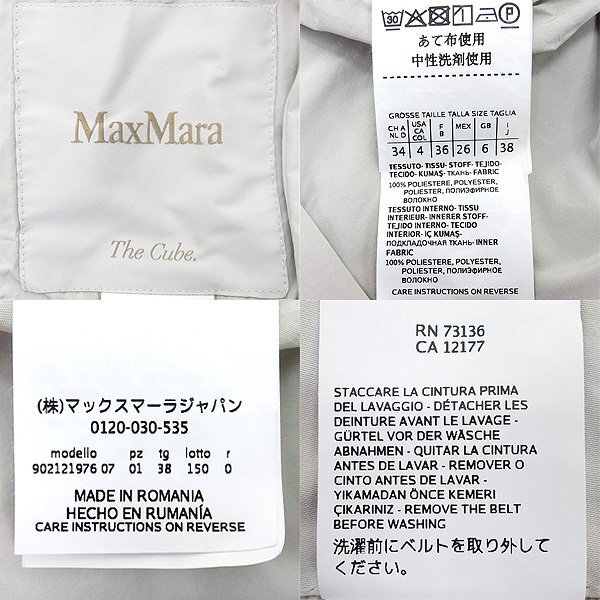 MaxMara
The Cube.
あて布使用
中性洗剤使用
GROSSE TAILLE TALLA SIZE TAGLIA
CH A NL D USA CA COL F B MEX GB I J
34 4 36 26 6 38
TESSUTO- TISSU- STOFF- TEJIDO-
TECIDO- KUMAŞ- ТКАНЬ- FABRIC
100% POLIESTERE, POLYESTER,
POLYESTER, ПОЛИЭФИРНОЕ
ВОЛОКНО
TESSUTO INTERNO- TISSU
INTERIEUR- INNERER STOFF-
TEJIDO INTERNO- TECIDO
INTERIOR- IÇ KUMAŞ-
ПОДКЛАДОЧНАЯ ТКАНЬ- INNER
FABRIC
100% POLIESTERE, POLYESTER,
POLYESTER, ПОЛИЭФИРНОЕ
ВОЛОКНО
CARE INSTRUCTIONS ON REVERSE
(株)マックスマーラジャパン
0120-030-535
modello pz tg lotto r
902121976 07 01 38 150 0
MADE IN ROMANIA
HECHO EN RUMANÍA
CARE INSTRUCTIONS ON REVERSE
RN 73136
CA 12177
STACCARE LA CINTURA PRIMA
DEL LAVAGGIO - DÉTACHER LES
DEINTURE AVANT LE LAVAGE -
GÜRTEL VOR DER WÄSCHE
ABNAHMEN - QUITAR LA CINTURA
ANTES DE LAVAR - REMOVER O
CINTO ANTES DE LAVAR -
YIKAMADAN ÖNCE KEMERI
ÇIKARINIZ - REMOVE THE BELT
BEFORE WASHING
洗濯前にベルトを取り外して
ください。